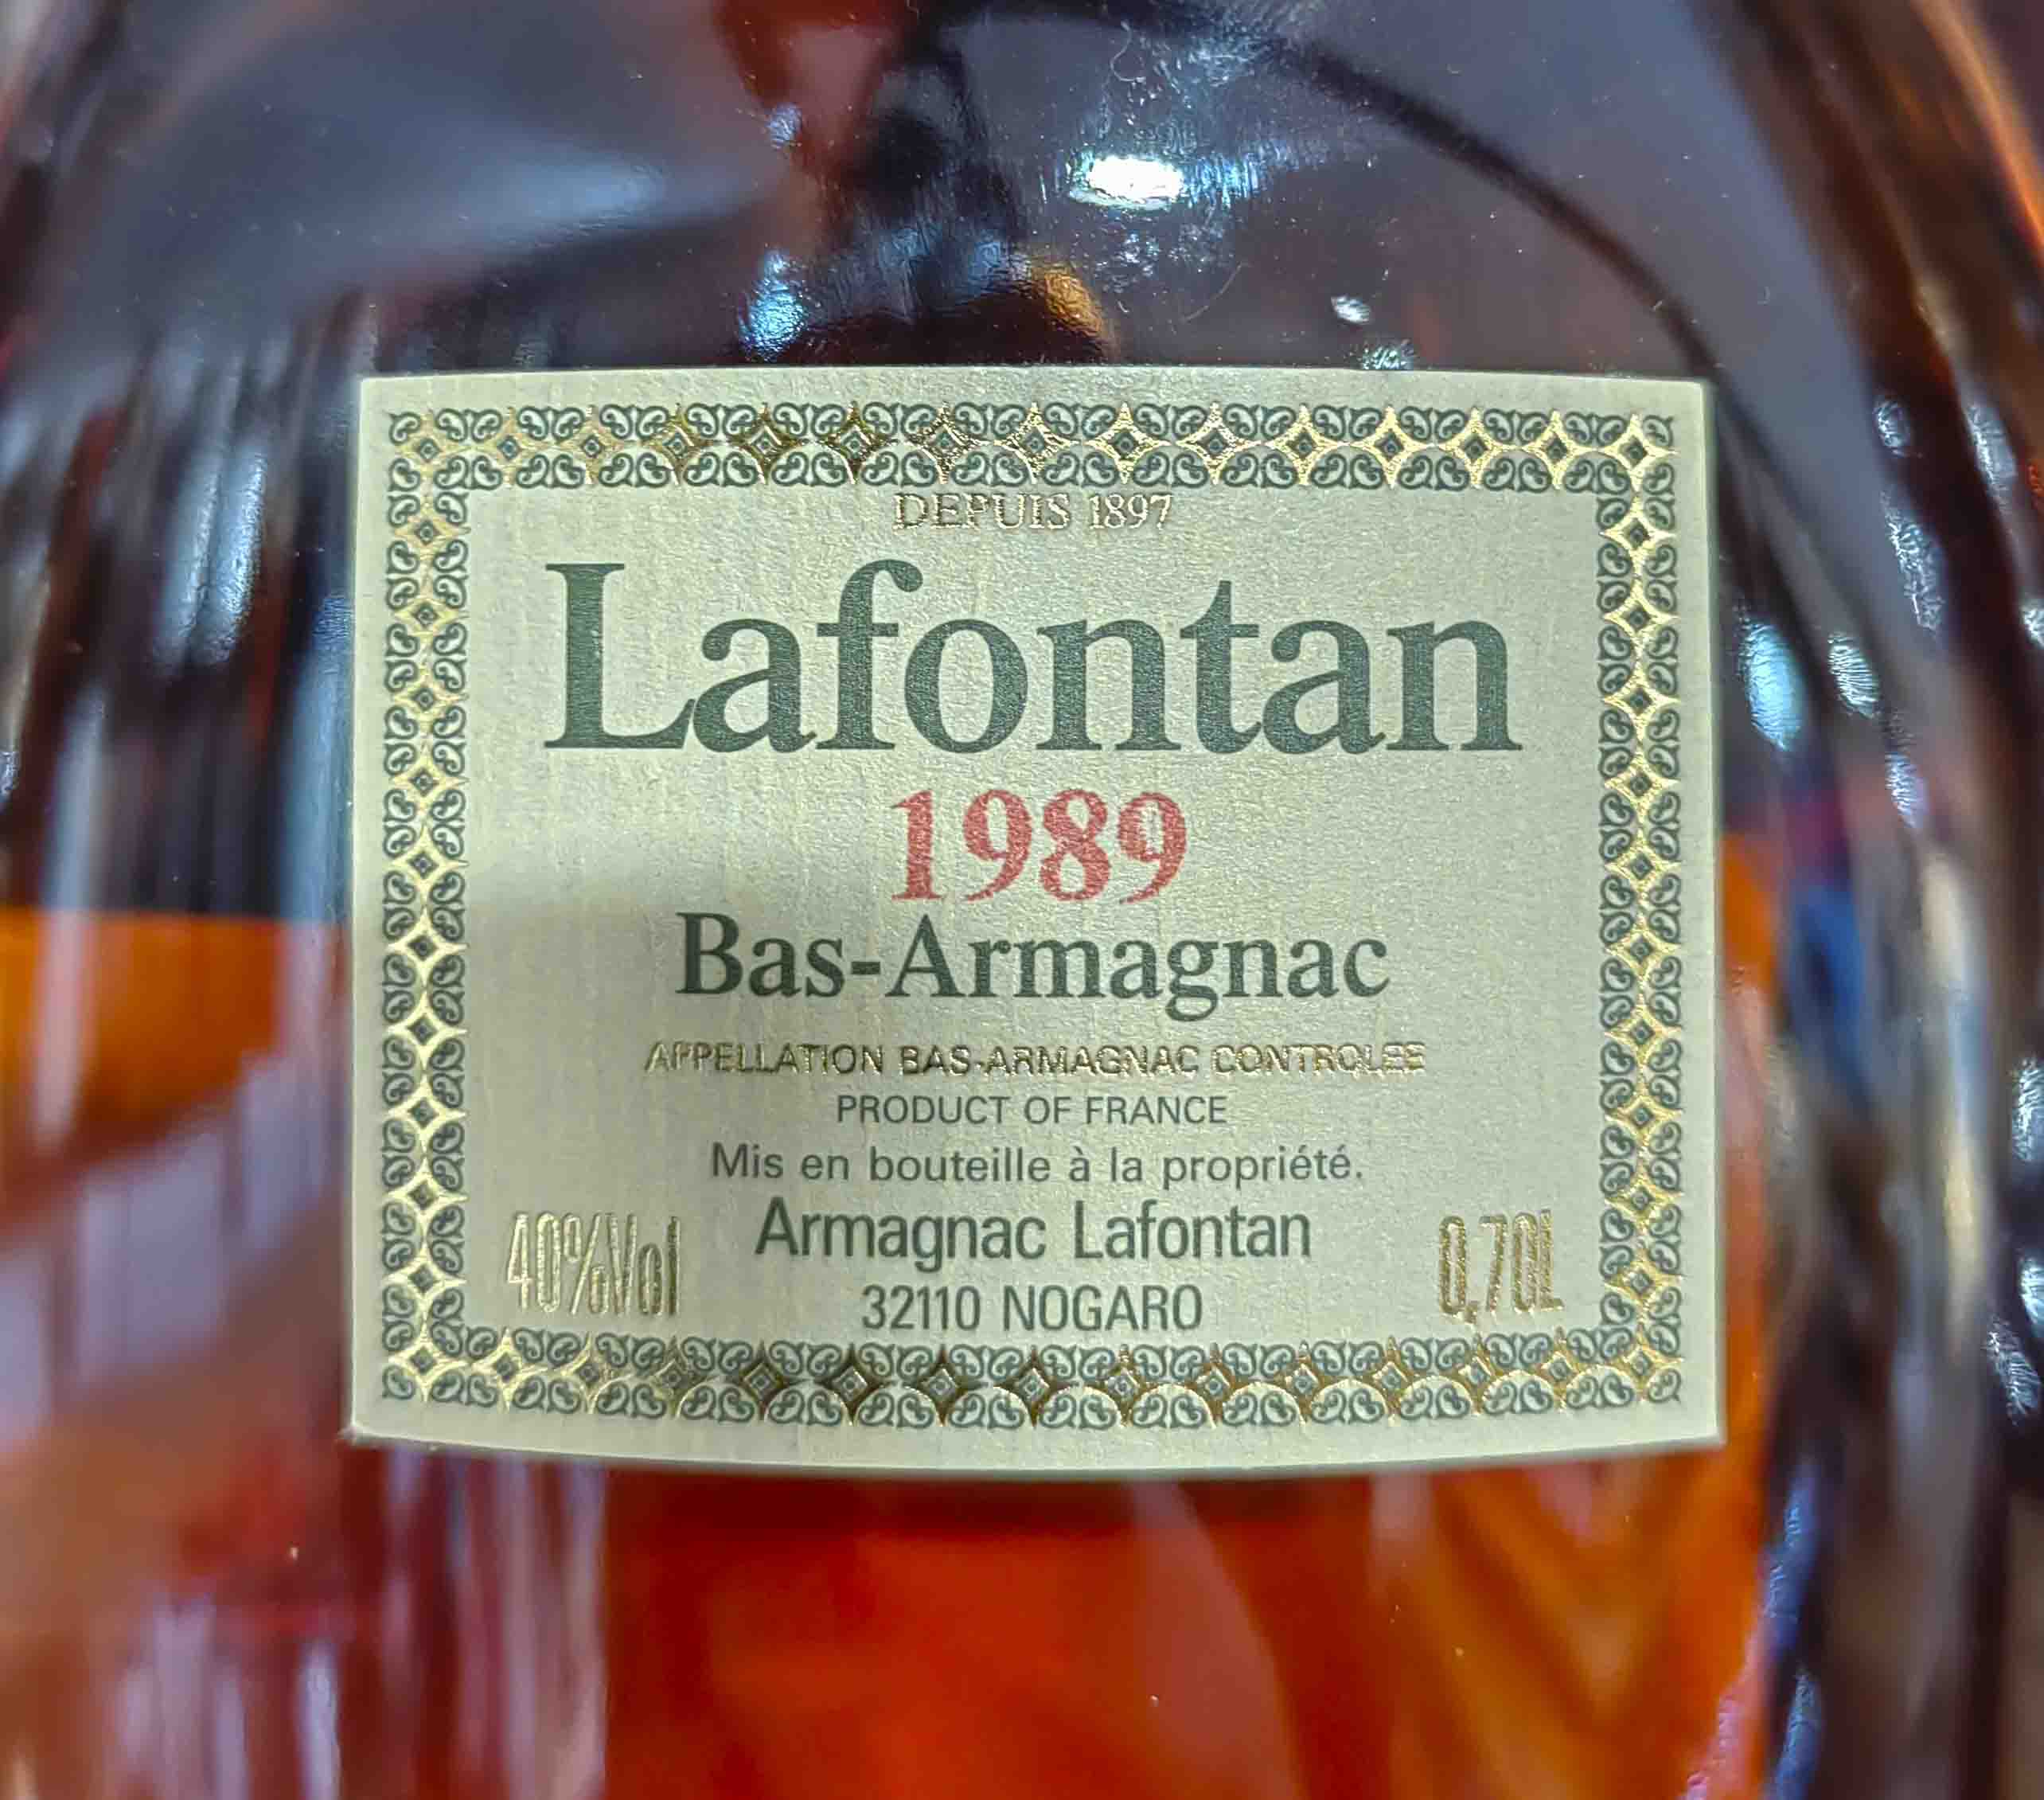 DEPUIS 1897
Lafontan
1989
Bas-Armagnac
APPELLATION BAS-ARMAGNAC CONTROLEE
PRODUCT OF FRANCE
Mis en bouteille à la propriété.
40%Vol Armagnac Lafontan 0,70L
32110 NOGARO